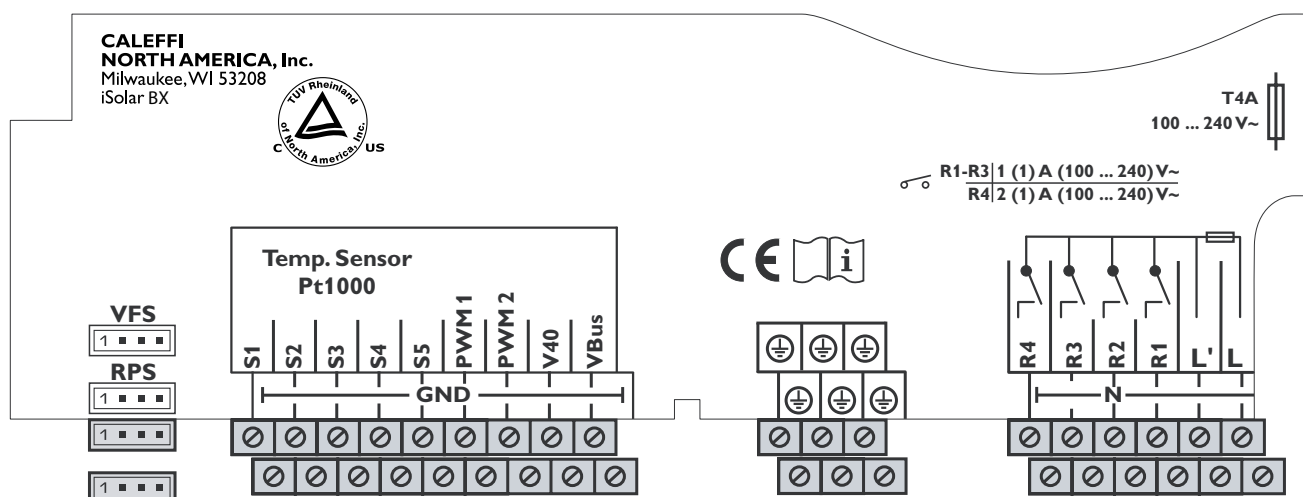 CALEFFI
NORTH AMERICA, Inc.
Milwaukee, WI 53208
iSolar BX
TUV Rheinland
of North America, Inc.
C US
T4A
100 ... 240 V~
R1-R3 1 (1) A (100 ... 240) V~
R4 2 (1) A (100 ... 240) V~
Temp. Sensor
Pt1000
CE i
VFS
1
RPS
1
1
1
S1 S2 S3 S4 S5 PWM 1 PWM 2 V40 VBus
GND
R4 R3 R2 R1 L' L
N